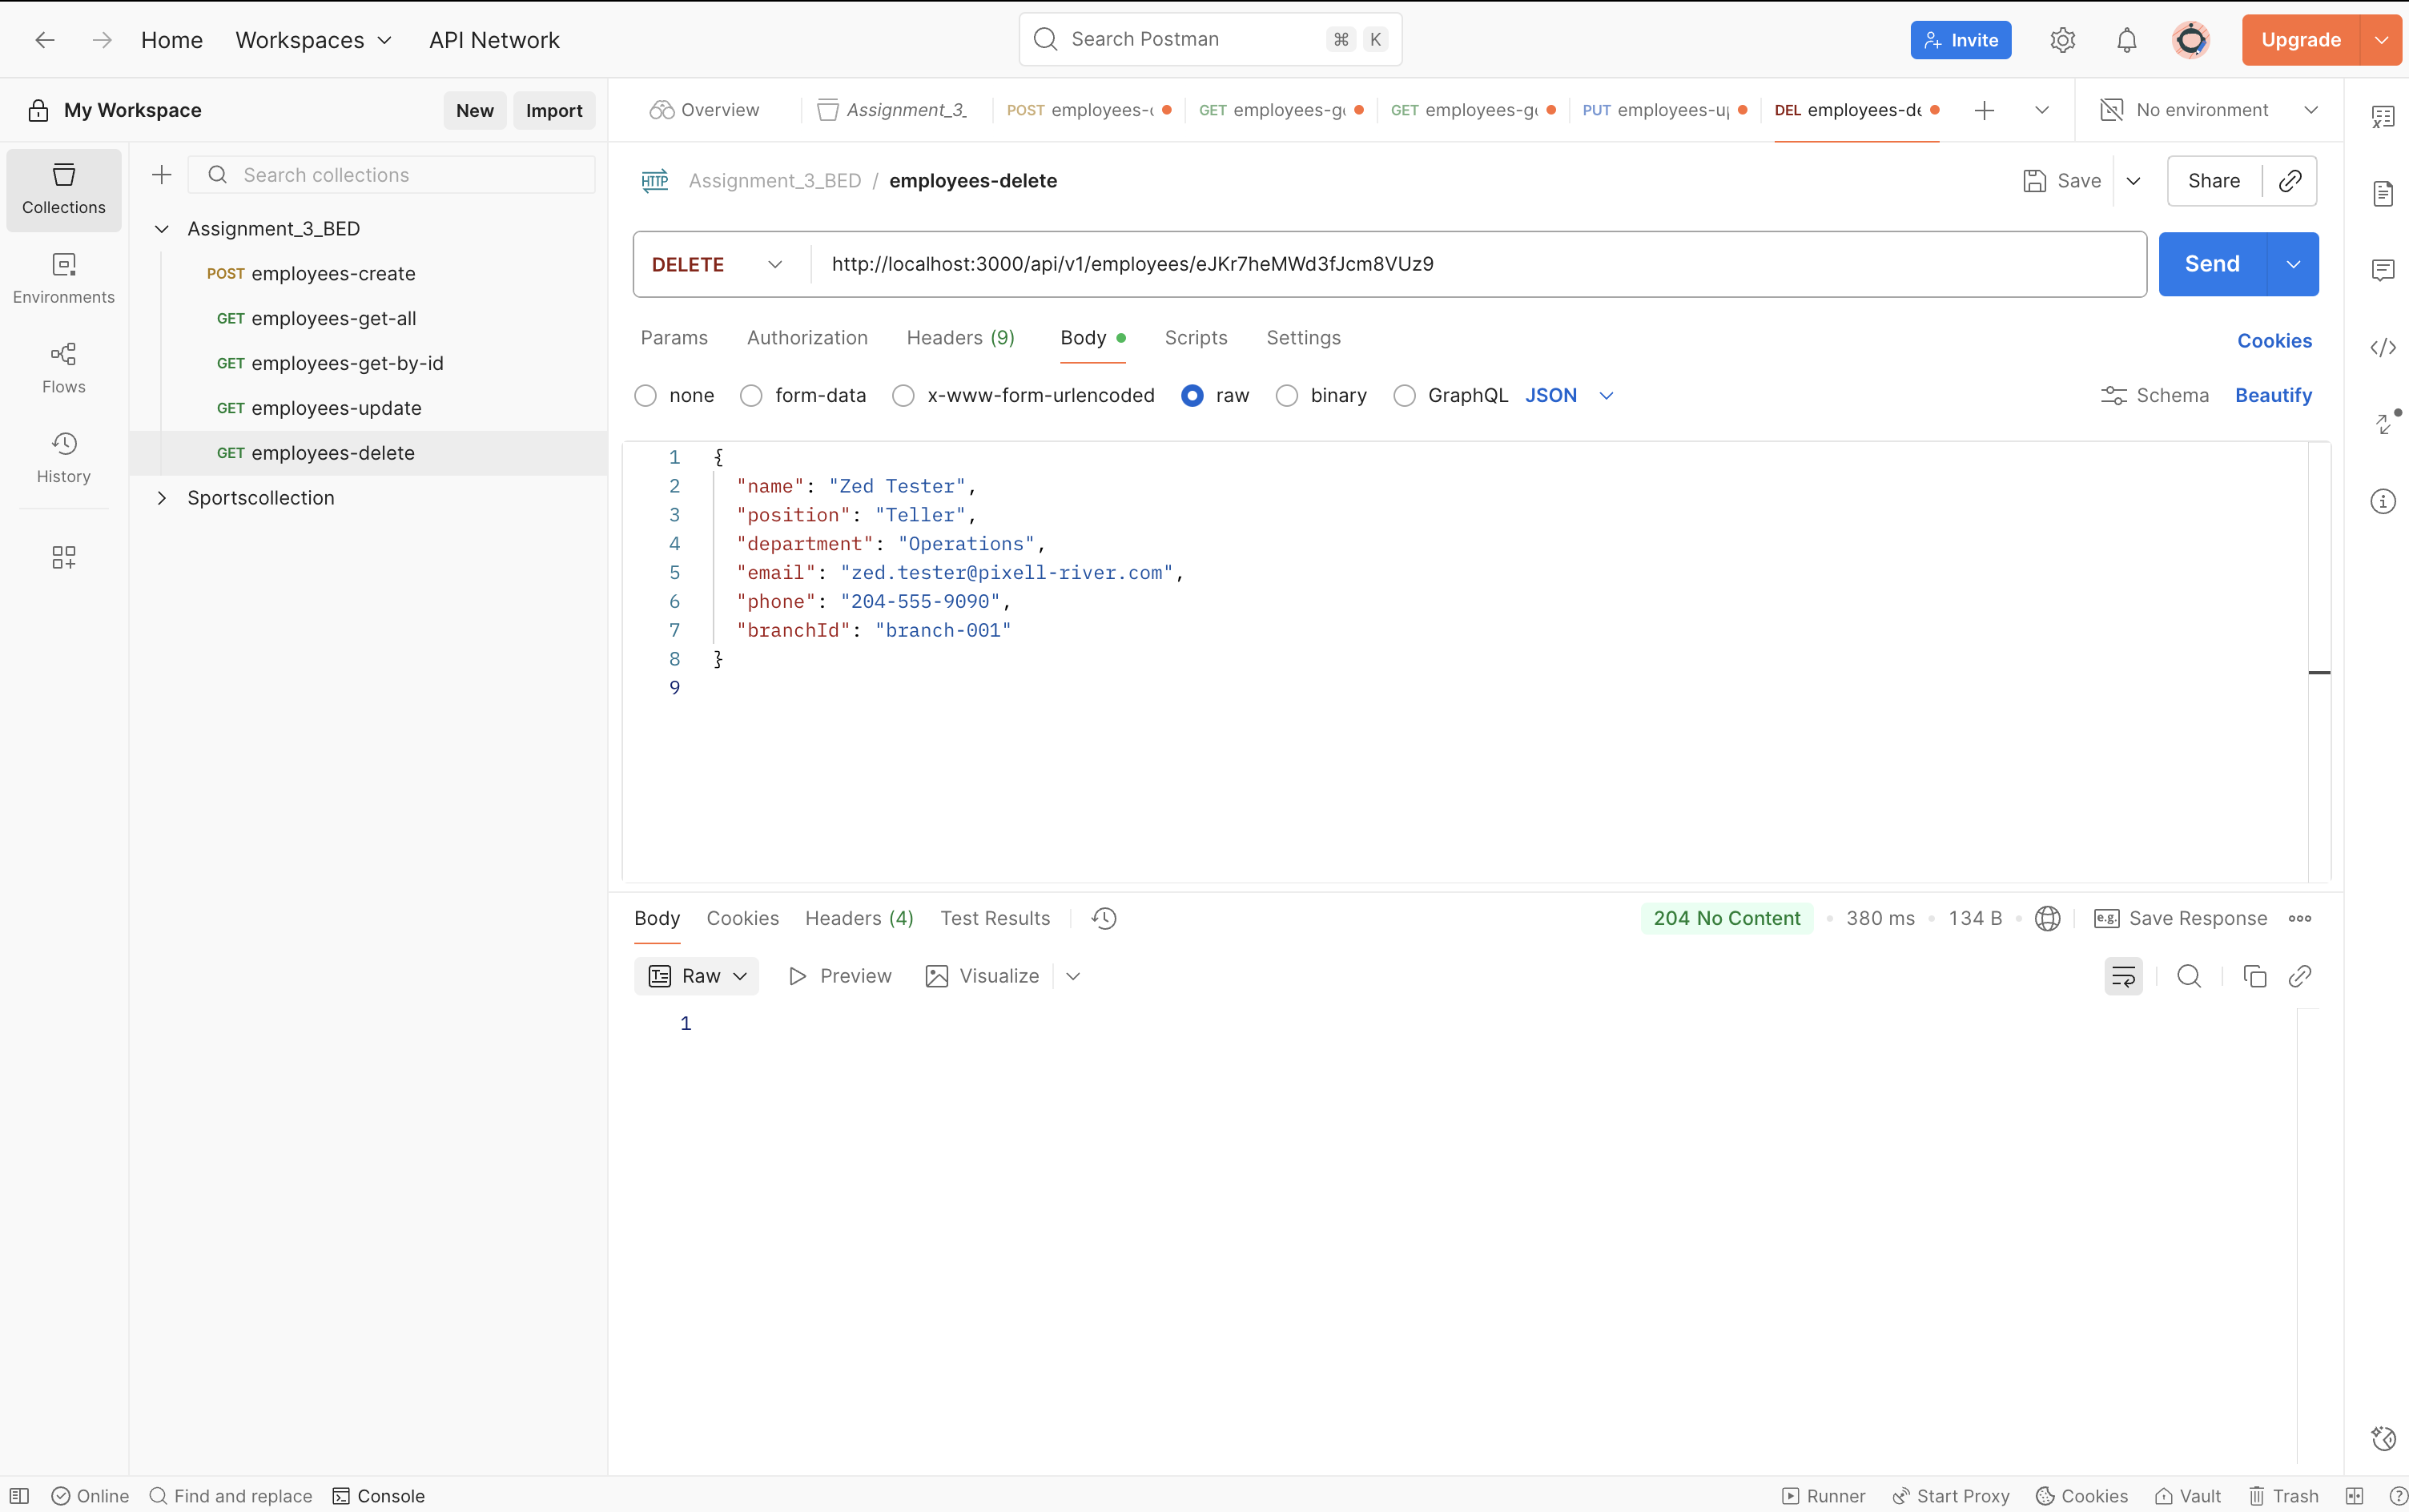 Home Workspaces API Network Search Postman ⌘ K Invite Upgrade
My Workspace New Import Overview Assignment_3_ POST employees- GET employees-g GET employees-g PUT employees-u DEL employees-de No environment
Collections
Environments
Flows
History
Search collections
Assignment_3_BED
POST employees-create
GET employees-get-all
GET employees-get-by-id
GET employees-update
GET employees-delete
Sportscollection
HTTP Assignment_3_BED / employees-delete Save Share
DELETE http://localhost:3000/api/v1/employees/eJKr7heMWd3fJcm8VUz9 Send
Params Authorization Headers (9) Body Scripts Settings Cookies
none form-data x-www-form-urlencoded raw binary GraphQL JSON Schema Beautify
1 {
2 "name": "Zed Tester",
3 "position": "Teller",
4 "department": "Operations",
5 "email": "zed.tester@pixell-river.com",
6 "phone": "204-555-9090",
7 "branchId": "branch-001"
8 }
9
Body Cookies Headers (4) Test Results 204 No Content 380 ms 134 B e.g. Save Response
Raw Preview Visualize
1
Online Find and replace Console Runner Start Proxy Cookies Vault Trash